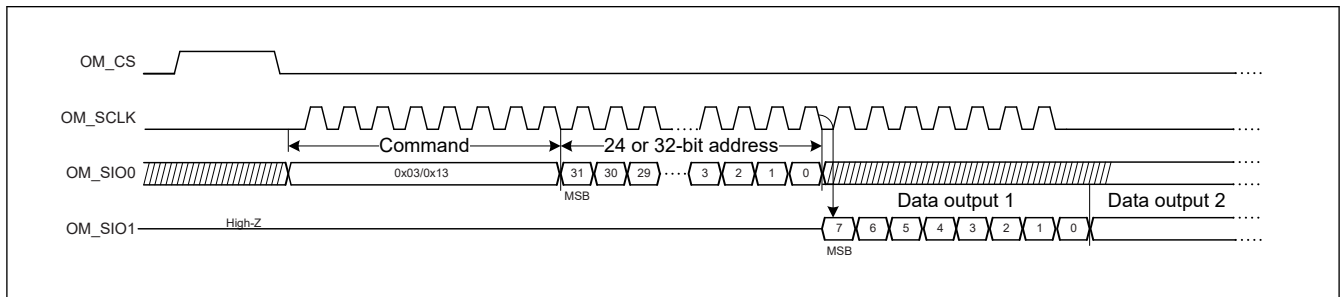 OM_CS
OM_SCLK
Command 24 or 32-bit address
OM_SIO0 0x03/0x13 31 30 29 3 2 1 0
MSB
Data output 1 Data output 2
OM_SIO1 High-Z 7 6 5 4 3 2 1 0
MSB